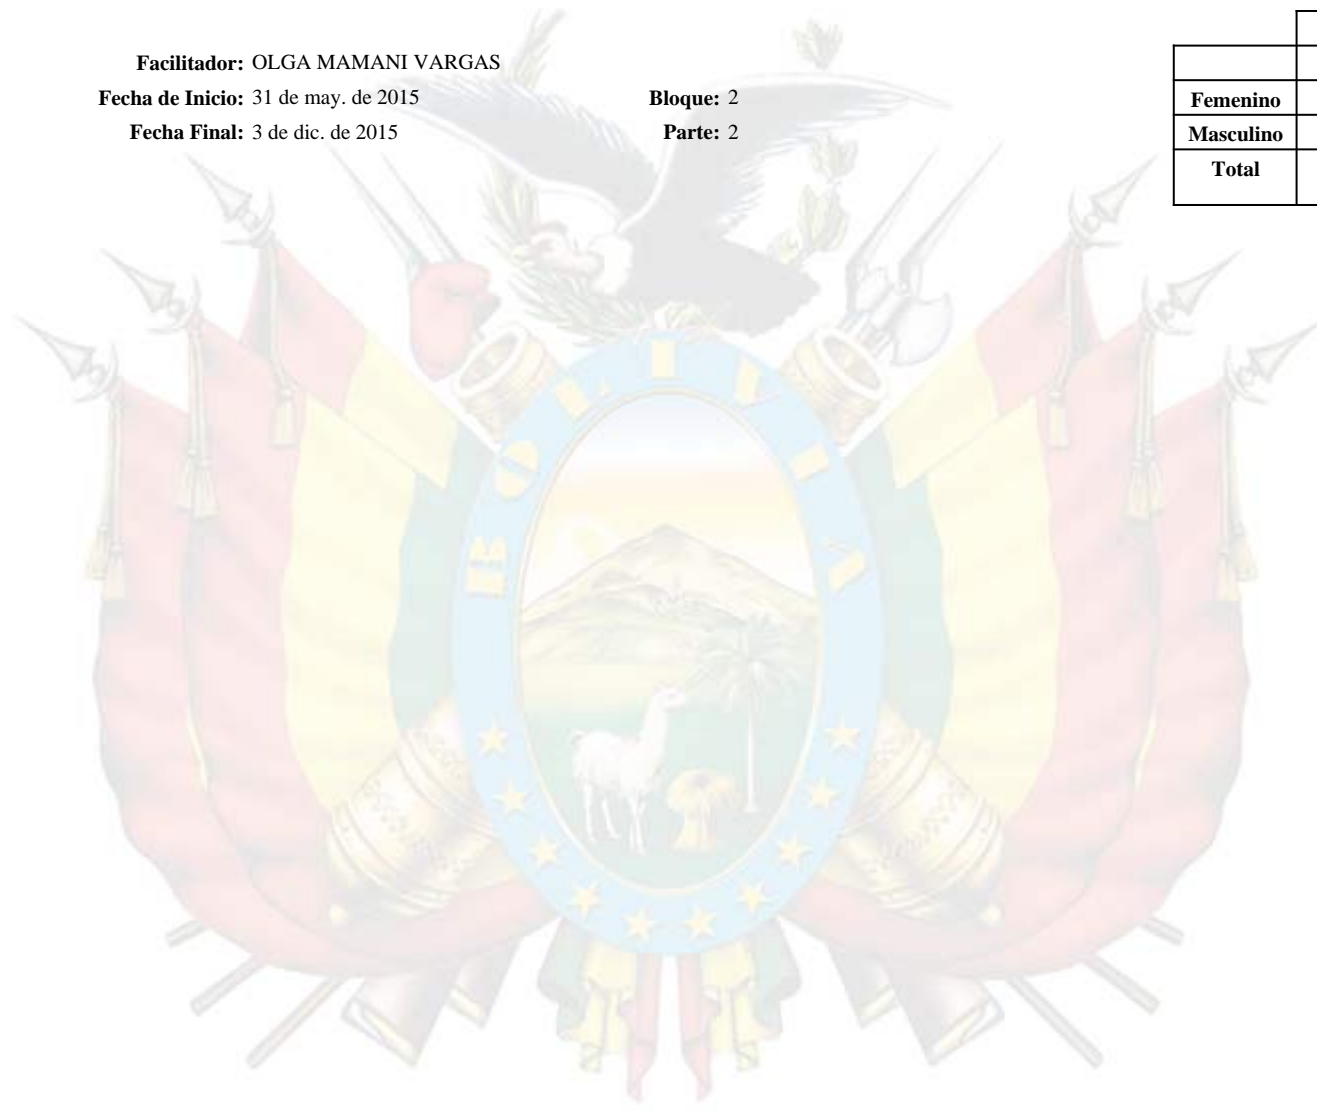 Facilitador: OLGA MAMANI VARGAS
Fecha de Inicio: 31 de may. de 2015 Bloque: 2
Fecha Final: 3 de dic. de 2015 Parte: 2
Femenino
Masculino
Total
BOLIVIA